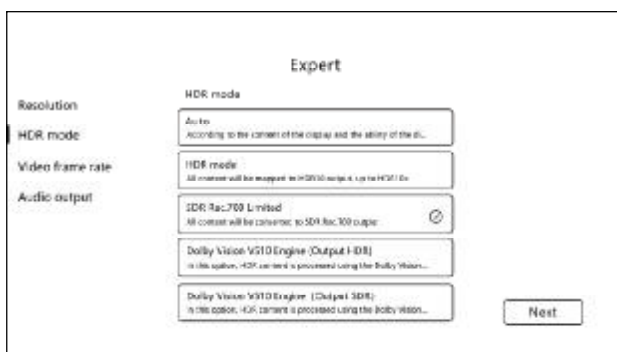 Expert
Resolution
HDR mode
Video frame rate
Audio output
HDR mode
Auto
According to the content of the display and the ability of the di...
HDR mode
All content will be mapped to HDR10 output, up to HDR10+
SDR Rec.709 Limited
All content will be converted to SDR Rec.709 output
Dolby Vision VS10 Engine (Output HDR)
In this option, HDR content is processed using the Dolby Vision...
Dolby Vision VS10 Engine (Output SDR)
In this option, HDR content is processed using the Dolby Vision...
Next